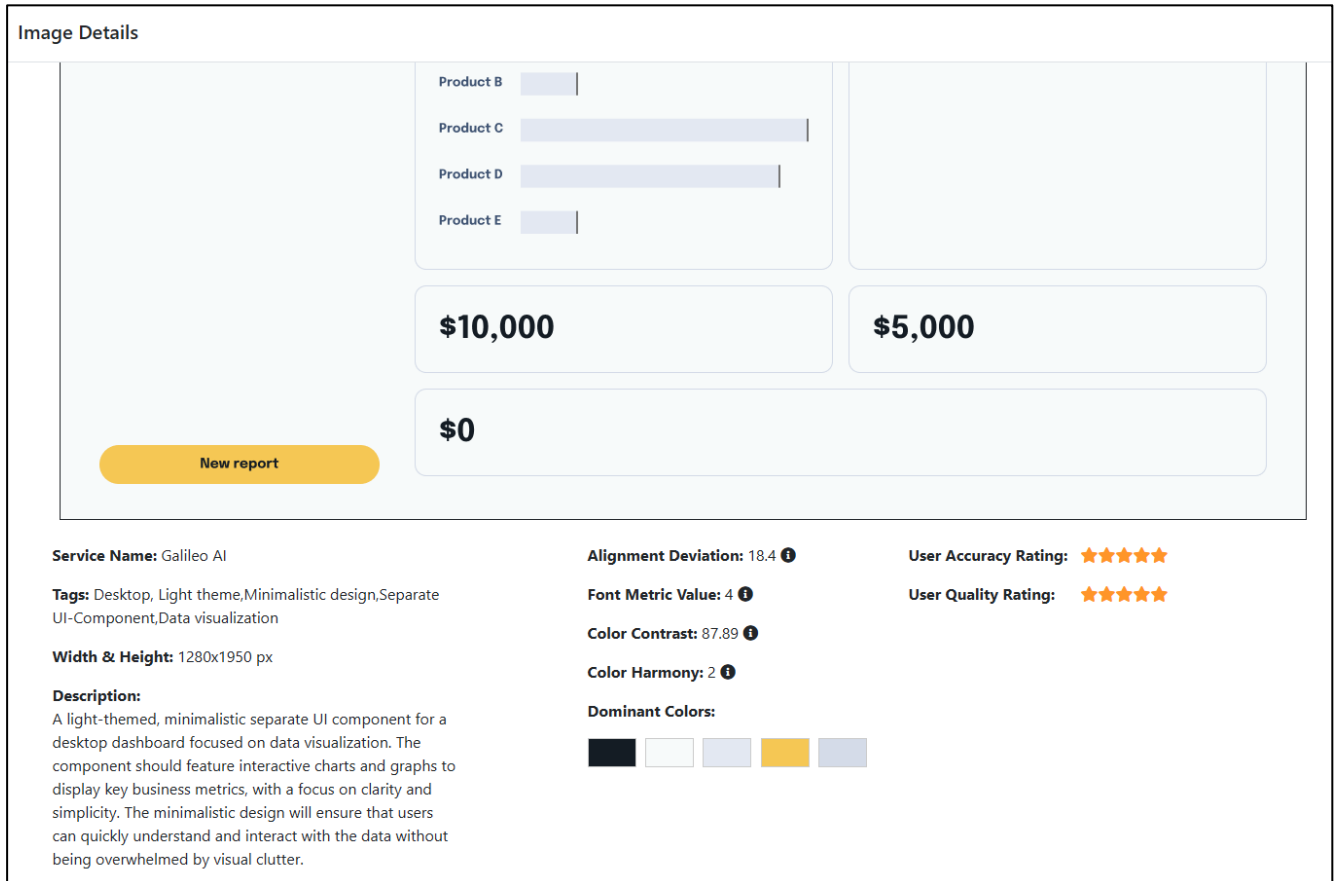 Image Details
Product B
Product C
Product D
Product E
$10,000
$5,000
$0
New report
Service Name: Galileo AI
Tags: Desktop, Light theme,Minimalistic design,Separate
UI-Component,Data visualization
Width & Height: 1280x1950 px
Description:
A light-themed, minimalistic separate UI component for a
desktop dashboard focused on data visualization. The
component should feature interactive charts and graphs to
display key business metrics, with a focus on clarity and
simplicity. The minimalistic design will ensure that users
can quickly understand and interact with the data without
being overwhelmed by visual clutter.
Alignment Deviation: 18.4
Font Metric Value: 4
Color Contrast: 87.89
Color Harmony: 2
Dominant Colors:
User Accuracy Rating:
User Quality Rating: